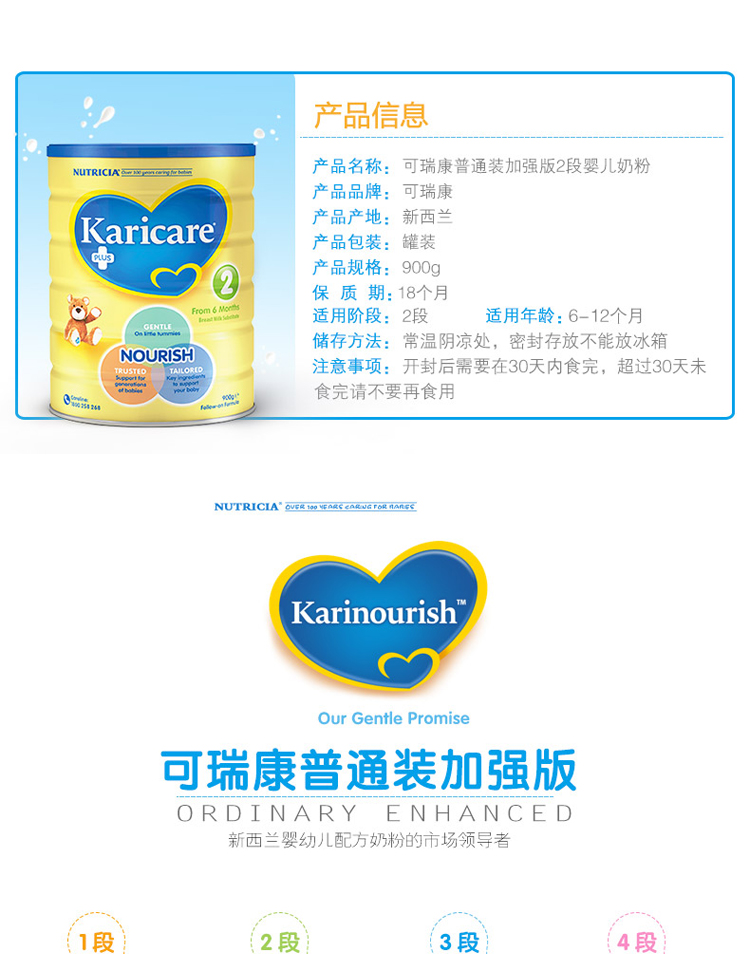 产品信息
产品名称：可瑞康普通装加强版2段婴儿奶粉
产品品牌：可瑞康
产品产地：新西兰
产品包装：罐装
产品规格：900g
保 质 期：18个月
适用阶段：2段 适用年龄：6-12个月
储存方法：常温阴凉处，密封存放不能放冰箱
注意事项：开封后需要在30天内食完，超过30天未
食完请不要再食用
NUTRICIA Over 100 years caring for babies
Karicare
PLUS
2
From 6 Months
Breast Milk Substitute
GENTLE
On little tummies
NOURISH
TRUSTED
Support for
generations
of babies
TAILORED
Key ingredients
to support
your baby
Careline:
1800 258 268
900g
Follow-on Formula
NUTRICIA OVER 100 YEARS CARING FOR BABIES
Karinourish™
Our Gentle Promise
可瑞康普通装加强版
ORDINARY ENHANCED
新西兰婴幼儿配方奶粉的市场领导者
1段
2段
3段
4段